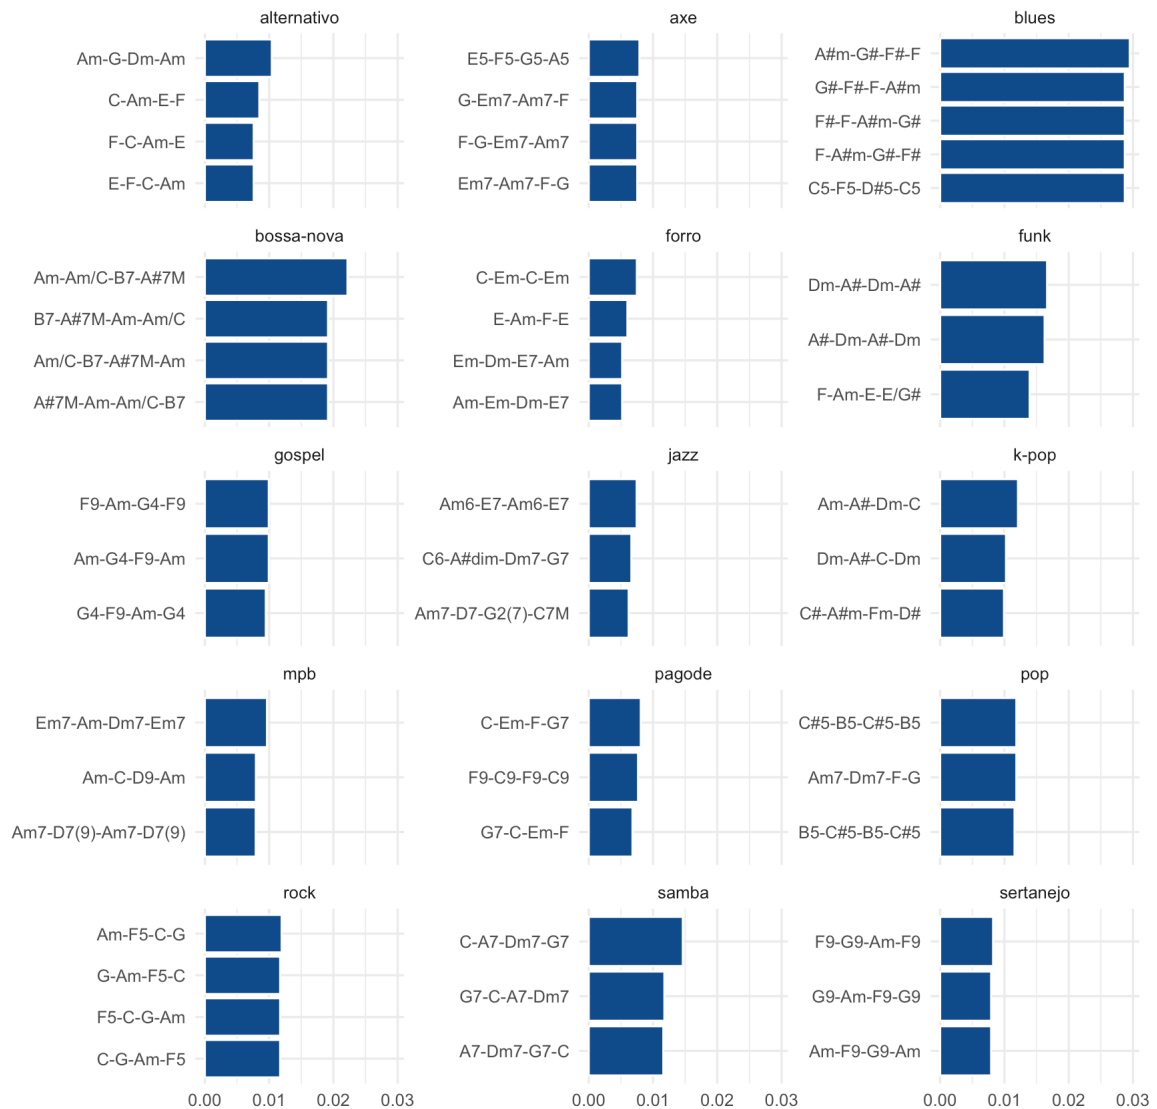 alternativo
axe
blues
Am-G-Dm-Am
C-Am-E-F
F-C-Am-E
E-F-C-Am
E5-F5-G5-A5
G-Em7-Am7-F
F-G-Em7-Am7
Em7-Am7-F-G
A#m-G#-F#-F
G#-F#-F-A#m
F#-F-A#m-G#
F-A#m-G#-F#
C5-F5-D#5-C5
bossa-nova
forro
funk
Am-Am/C-B7-A#7M
B7-A#7M-Am-Am/C
Am/C-B7-A#7M-Am
A#7M-Am-Am/C-B7
C-Em-C-Em
E-Am-F-E
Em-Dm-E7-Am
Am-Em-Dm-E7
Dm-A#-Dm-A#
A#-Dm-A#-Dm
F-Am-E-E/G#
gospel
jazz
k-pop
F9-Am-G4-F9
Am-G4-F9-Am
G4-F9-Am-G4
Am6-E7-Am6-E7
C6-A#dim-Dm7-G7
Am7-D7-G2(7)-C7M
Am-A#-Dm-C
Dm-A#-C-Dm
C#-A#m-Fm-D#
mpb
pagode
pop
Em7-Am-Dm7-Em7
Am-C-D9-Am
Am7-D7(9)-Am7-D7(9)
C-Em-F-G7
F9-C9-F9-C9
G7-C-Em-F
C#5-B5-C#5-B5
Am7-Dm7-F-G
B5-C#5-B5-C#5
rock
samba
sertanejo
Am-F5-C-G
G-Am-F5-C
F5-C-G-Am
C-G-Am-F5
C-A7-Dm7-G7
G7-C-A7-Dm7
A7-Dm7-G7-C
F9-G9-Am-F9
G9-Am-F9-G9
Am-F9-G9-Am
0.00 0.01 0.02 0.03
0.00 0.01 0.02 0.03
0.00 0.01 0.02 0.03